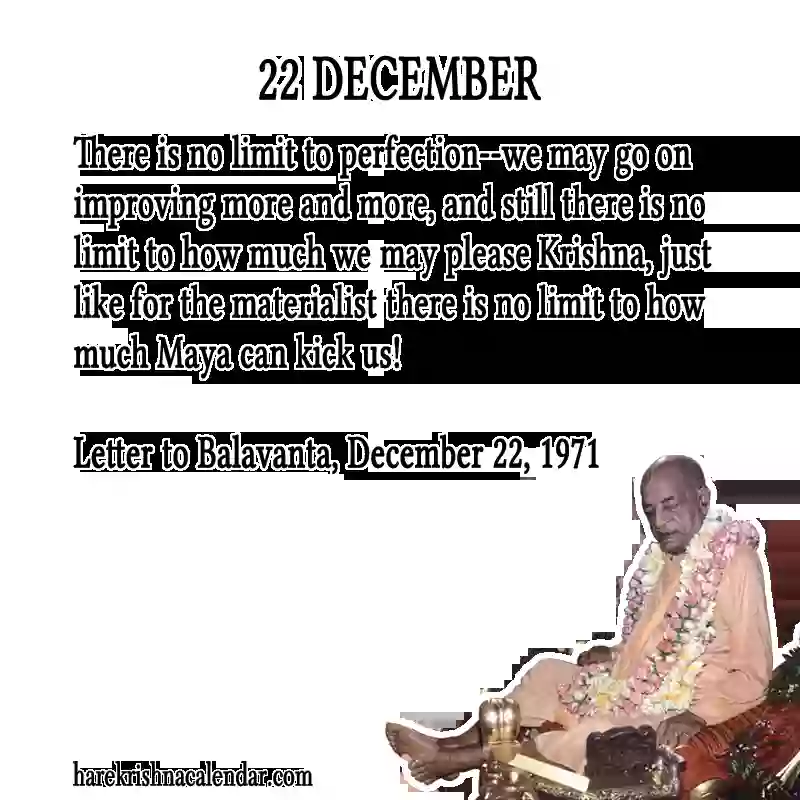 22 DECEMBER
There is no limit to perfection--we may go on
improving more and more, and still there is no
limit to how much we may please Krishna, just
like for the materialist there is no limit to how
much Maya can kick us!
Letter to Balavanta, December 22, 1971
harekrishnacalendar.com